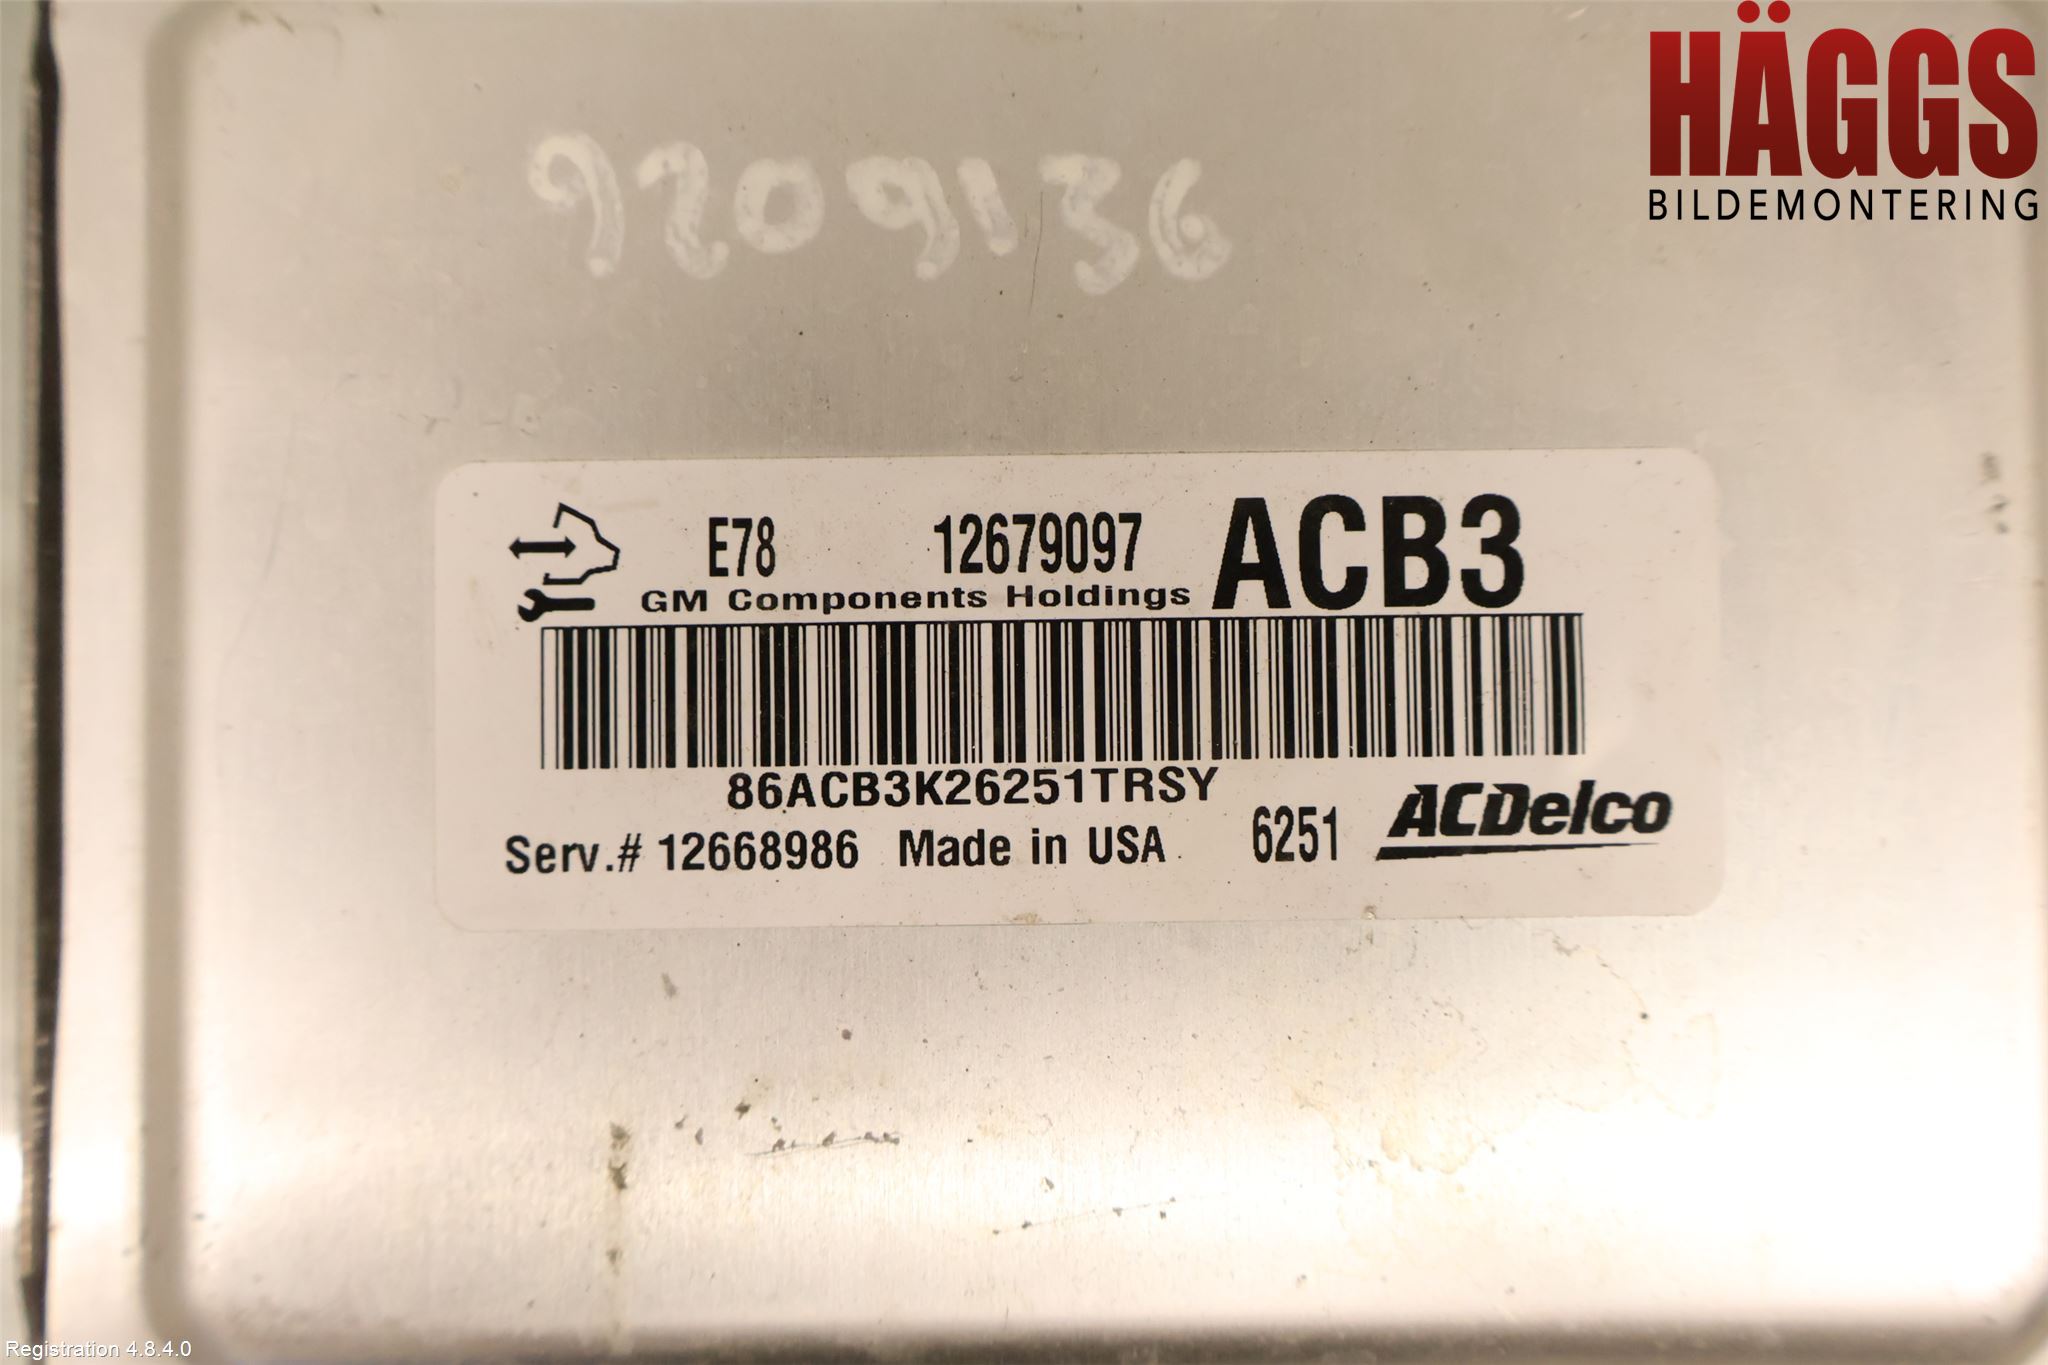 HÄGGS
BILDEMONTERING
9209136
E78 12679097 ACB3
GM Components Holdings
86ACB3K26251TRSY
Serv.# 12668986 Made in USA 6251 ACDelco
Registration 4.8.4.0